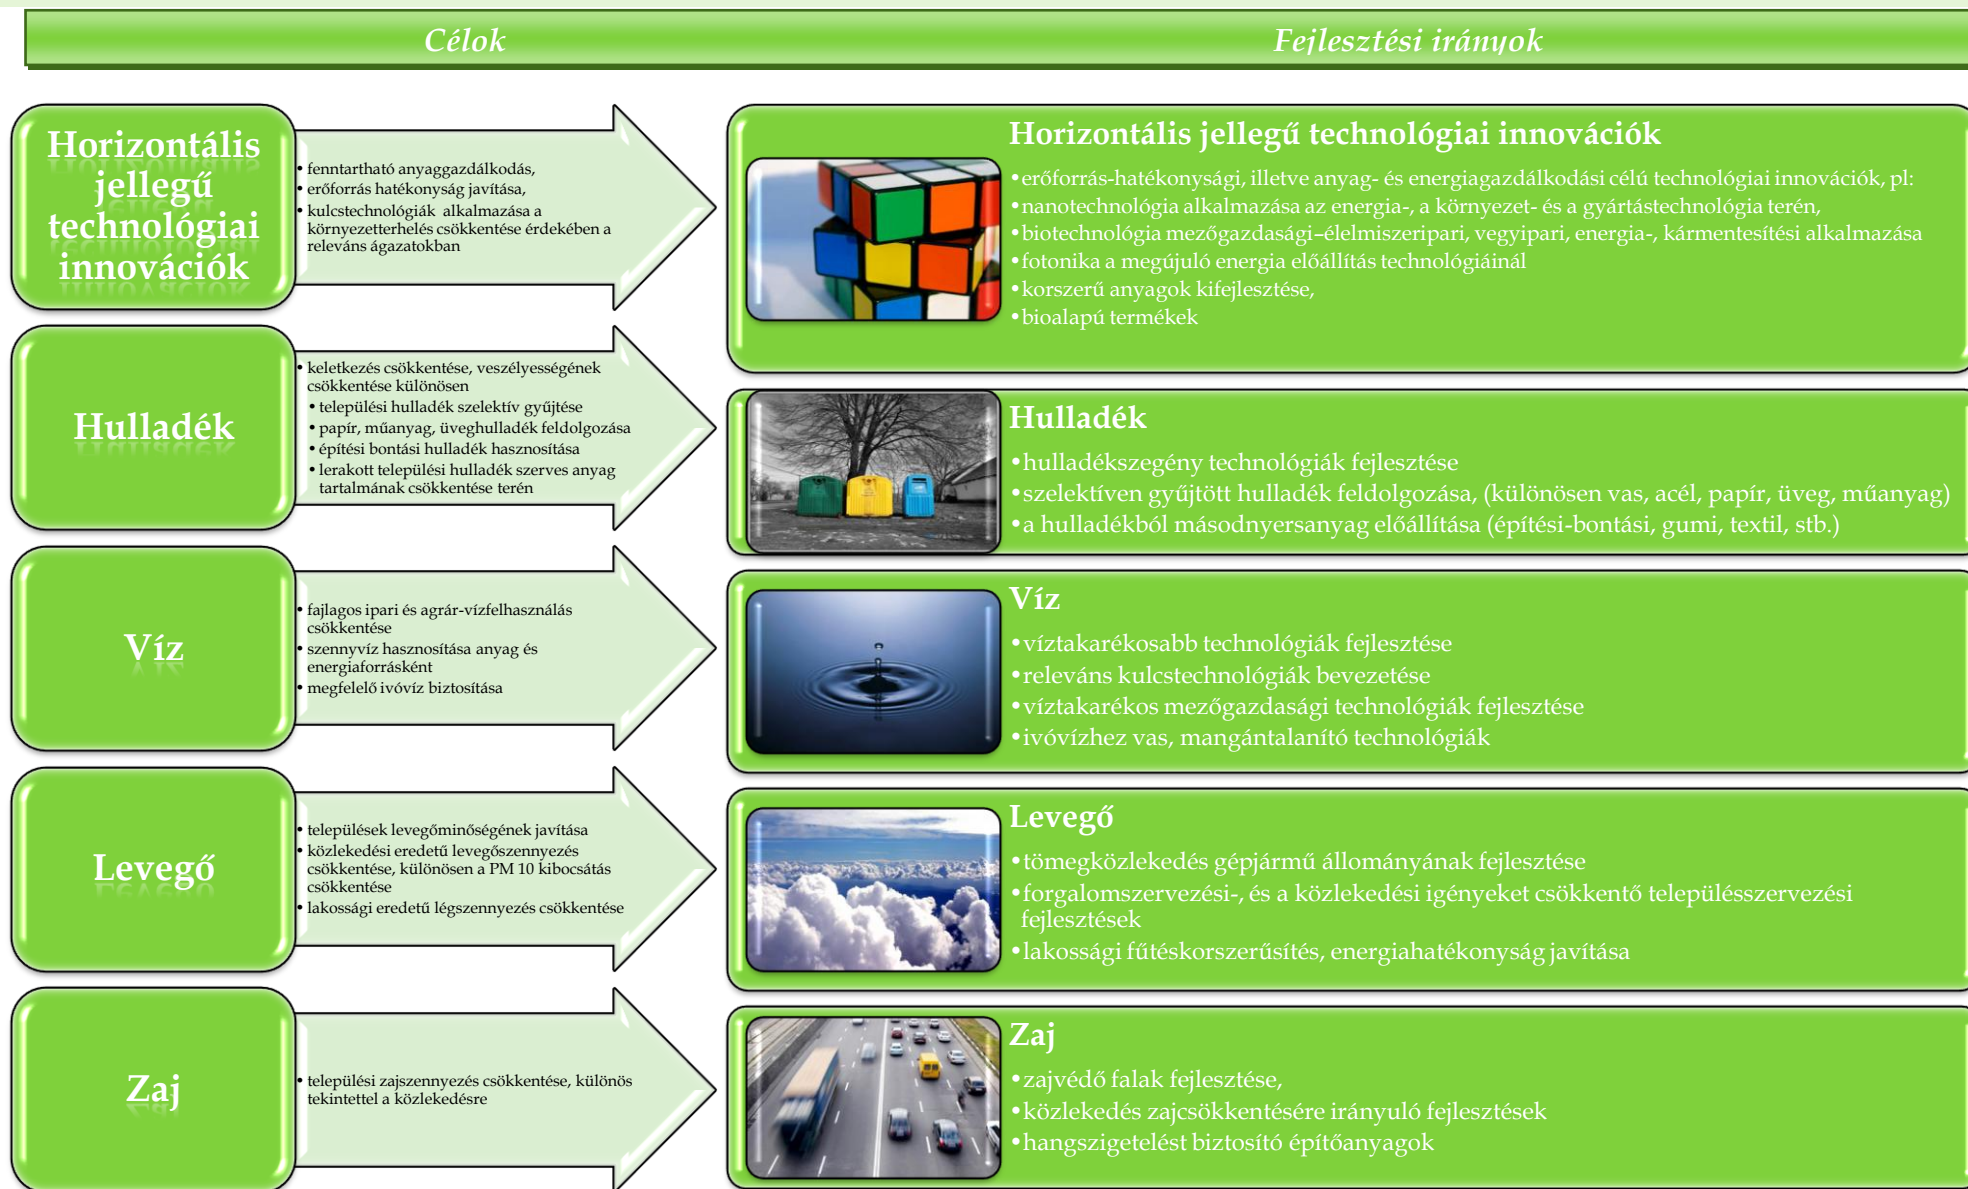 Célok
Fejlesztési irányok
Horizontális
jellegű
technológiai
innovációk
• fenntartható anyaggazdálkodás,
• erőforrás hatékonyság javítása,
• kulcstechnológiák alkalmazása a
környezetterhelés csökkentése érdekében a
releváns ágazatokban
Horizontális jellegű technológiai innovációk
•erőforrás-hatékonysági, illetve anyag- és energiagazdálkodási célú technológiai innovációk, pl:
•nanotechnológia alkalmazása az energia-, a környezet- és a gyártástechnológia terén,
•biotechnológia mezőgazdasági–élelmiszeripari, vegyipari, energia-, kármentesítési alkalmazása
•fotonika a megújuló energia előállítás technológiáinál
•korszerű anyagok kifejlesztése,
•bioalapú termékek
Hulladék
• keletkezés csökkentése, veszélyességének
csökkentése különösen
• települési hulladék szelektív gyűjtése
• papír, műanyag, üveghulladék feldolgozása
• építési bontási hulladék hasznosítása
• lerakott települési hulladék szerves anyag
tartalmának csökkentése terén
Hulladék
•hulladékszegény technológiák fejlesztése
•szelektíven gyűjtött hulladék feldolgozása, (különösen vas, acél, papír, üveg, műanyag)
•a hulladékból másodnyersanyag előállítása (építési-bontási, gumi, textil, stb.)
Víz
• fajlagos ipari és agrár-vízfelhasználás
csökkentése
• szennyvíz hasznosítása anyag és
energiaforrásként
• megfelelő ivóvíz biztosítása
Víz
•víztakarékosabb technológiák fejlesztése
•releváns kulcstechnológiák bevezetése
•víztakarékos mezőgazdasági technológiák fejlesztése
•ivóvízhez vas, mangántalanító technológiák
Levegő
• települések levegőminőségének javítása
• közlekedési eredetű levegőszennyezés
csökkentése, különösen a PM 10 kibocsátás
csökkentése
• lakossági eredetű légszennyezés csökkentése
Levegő
•tömegközlekedés gépjármű állományának fejlesztése
•forgalomszervezési-, és a közlekedési igényeket csökkentő településszervezési
fejlesztések
•lakossági fűtéskorszerűsítés, energiahatékonyság javítása
Zaj
• települési zajszennyezés csökkentése, különös
tekintettel a közlekedésre
Zaj
•zajvédő falak fejlesztése,
•közlekedés zajcsökkentésére irányuló fejlesztések
•hangszigetelést biztosító építőanyagok